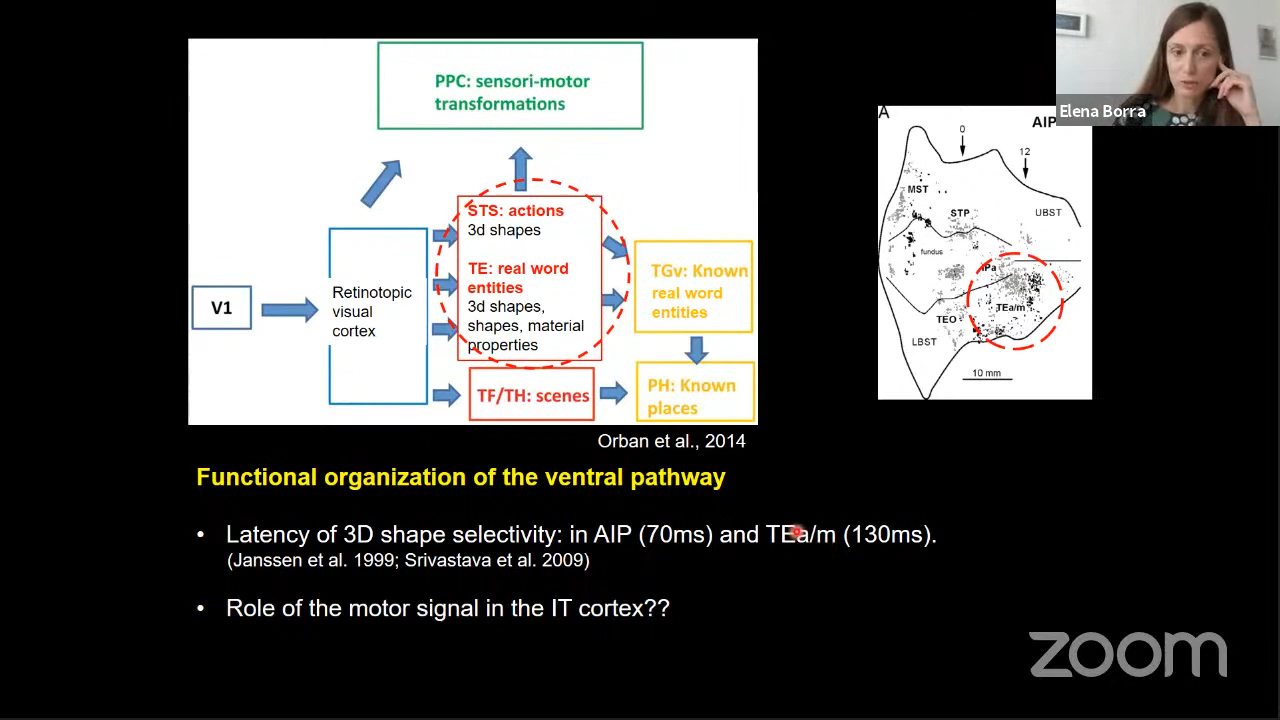 PPC: sensori-motor
transformations
V1
Retinotopic
visual
cortex
STS: actions
3d shapes
TE: real word
entities
3d shapes,
shapes, material
properties
TF/TH: scenes
TGv: Known
real word
entities
PH: Known
places
Orban et al., 2014
A
AIP
0
12
MST
STP
UBST
fundus
IPa
TEa/m
TEO
LBST
10 mm
Elena Borra
Functional organization of the ventral pathway
• Latency of 3D shape selectivity: in AIP (70ms) and TEa/m (130ms).
(Janssen et al. 1999; Srivastava et al. 2009)
• Role of the motor signal in the IT cortex??
zoom